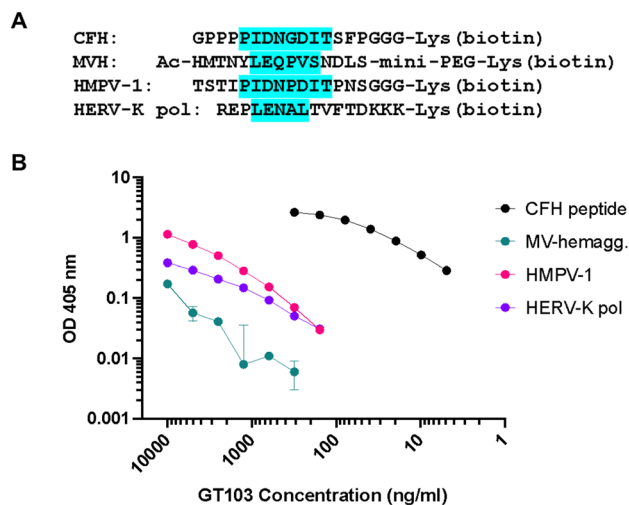 A
CFH: GPPPPIDNGDITSFPGGG-Lys(biotin)
MVH: Ac-HMTNYLEQPVSNDLS-mini-PEG-Lys(biotin)
HMPV-1: TSTIPIDNPDITPNSGGG-Lys(biotin)
HERV-K pol: REPLENALTVFTDKKK-Lys(biotin)
B
10
1
0.1
0.01
0.001
OD 405 nm
10000
1000
100
10
1
GT103 Concentration (ng/ml)
CFH peptide
MV-hemagg.
HMPV-1
HERV-K pol